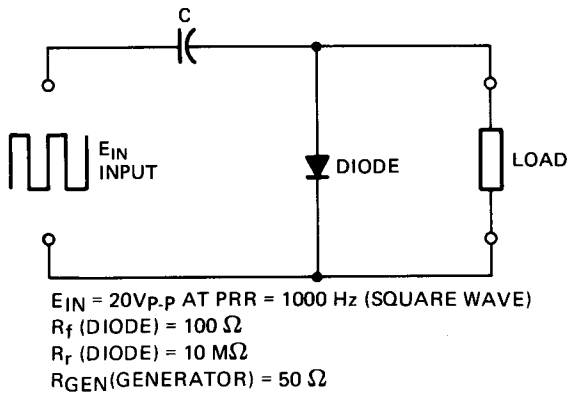 C
EIN
INPUT
DIODE
LOAD
EIN = 20VP-P AT PRR = 1000 Hz (SQUARE WAVE)
Rf (DIODE) = 100 Ω
Rr (DIODE) = 10 MΩ
RGEN(GENERATOR) = 50 Ω